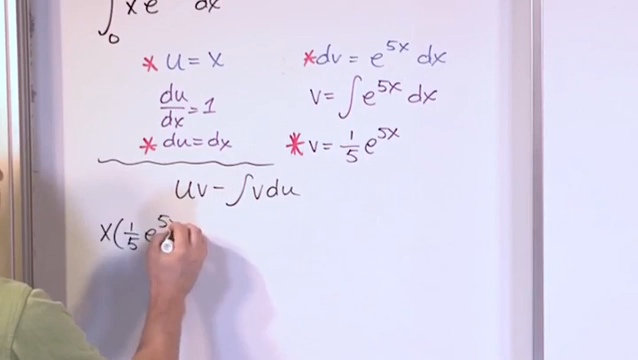 ∫₀ x e dx
* u = x
du/dx = 1
* du = dx
* dv = e^5x dx
v = ∫ e^5x dx
* v = 1/5 e^5x
uv - ∫ v du
x ( 1/5 e^5